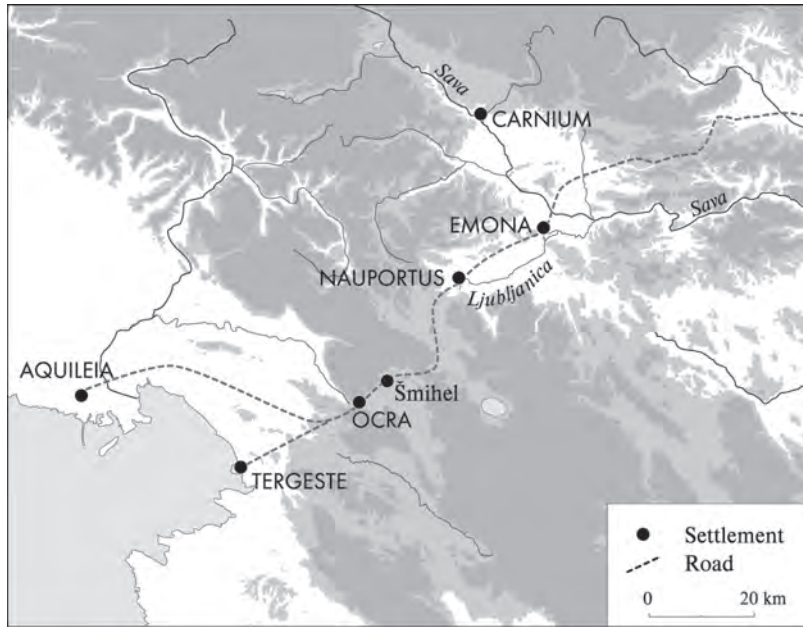 Sava
CARNIUM
EMONA
Sava
NAUPORTUS
Ljubljanica
AQUILEIA
Šmihel
OCRA
TERGESTE
Settlement
Road
0 20 km